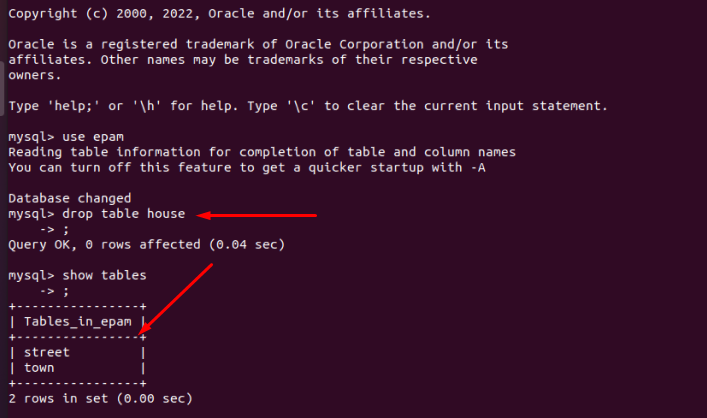 Copyright (c) 2000, 2022, Oracle and/or its affiliates.
Oracle is a registered trademark of Oracle Corporation and/or its
affiliates. Other names may be trademarks of their respective
owners.
Type 'help;' or '\h' for help. Type '\c' to clear the current input statement.
mysql> use epam
Reading table information for completion of table and column names
You can turn off this feature to get a quicker startup with -A
Database changed
mysql> drop table house
    -> ;
Query OK, 0 rows affected (0.04 sec)
mysql> show tables
    -> ;
+----------------+
| Tables_in_epam |
+----------------+
| street         |
| town           |
+----------------+
2 rows in set (0.00 sec)